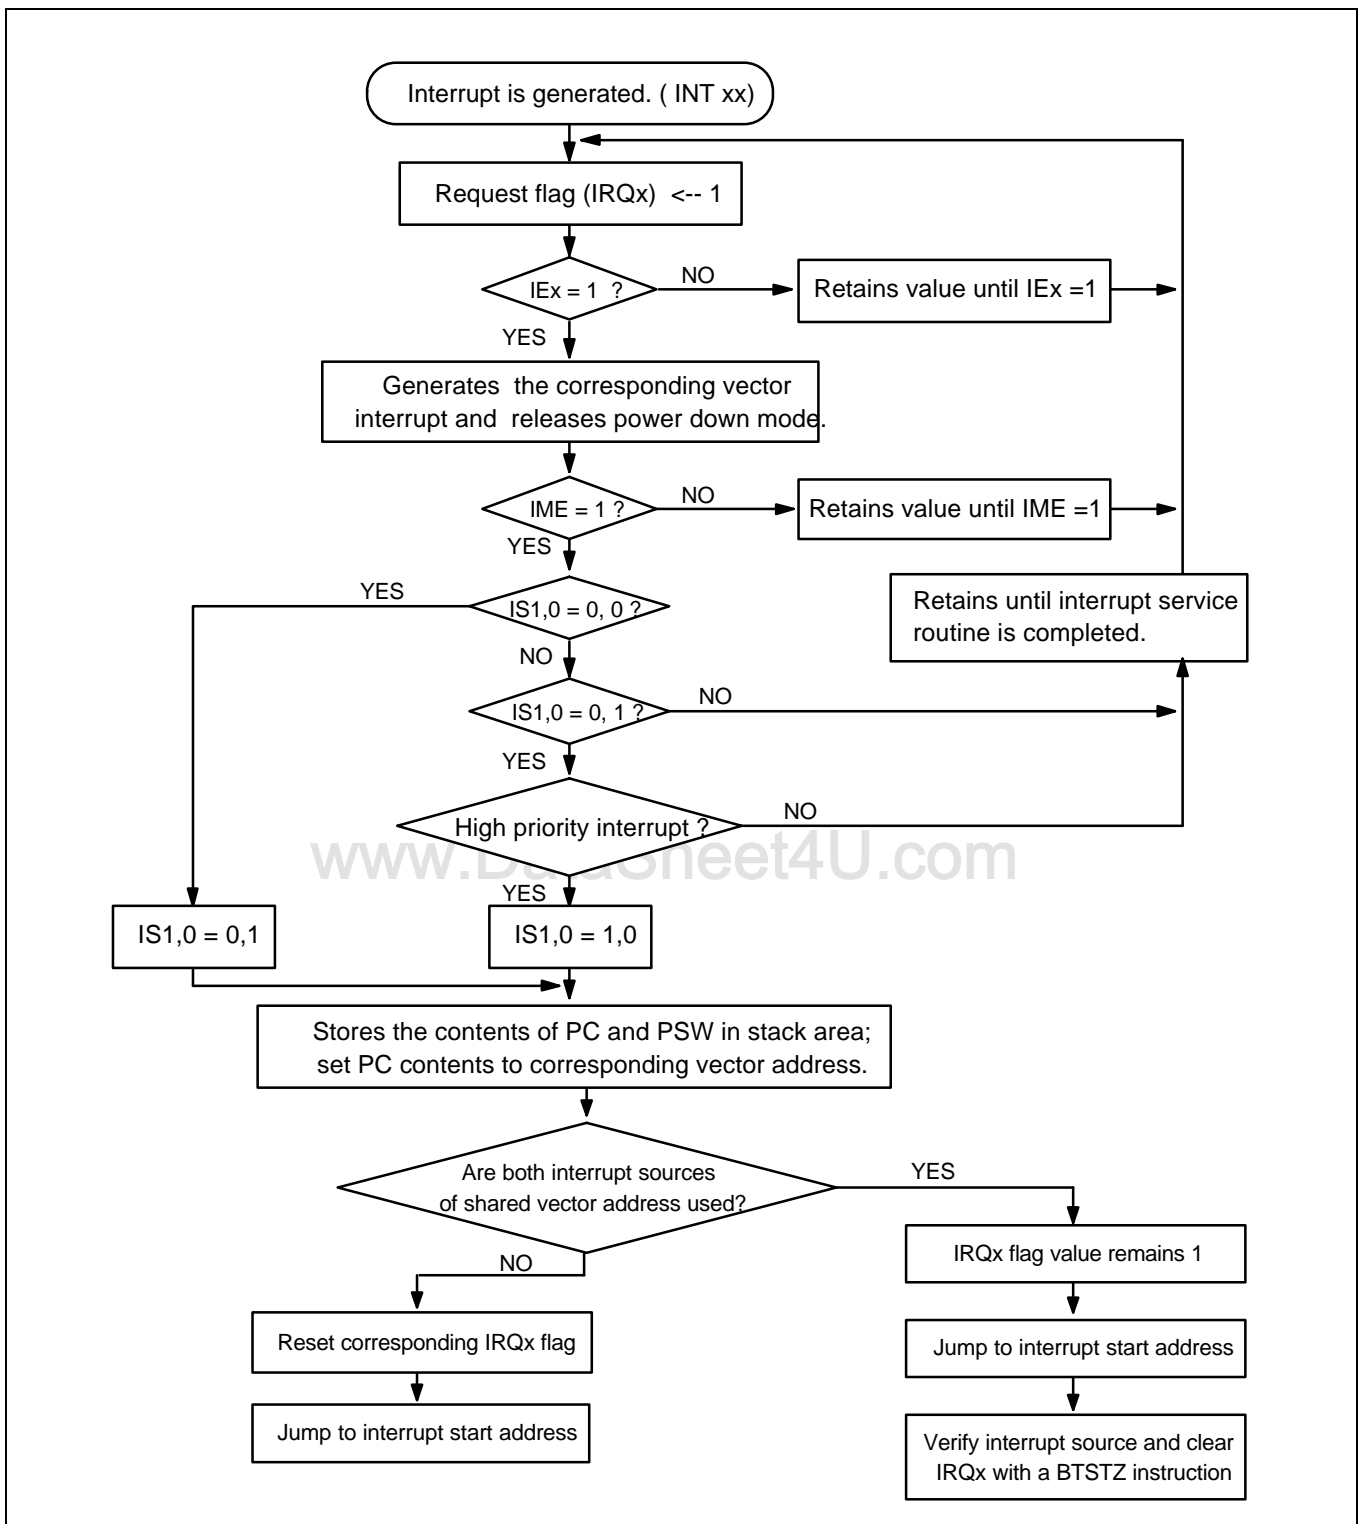 Interrupt is generated. ( INT xx)
Request flag (IRQx)  <-- 1
IEx = 1  ?
NO
Retains value until IEx =1
YES
Generates  the corresponding vector
interrupt and  releases power down mode.
IME = 1 ?
NO
Retains value until IME =1
YES
YES
IS1,0 = 0, 0 ?
Retains until interrupt service
routine is completed.
NO
IS1,0 = 0, 1 ?
NO
YES
High priority interrupt ?
NO
www.DataSheet4U.com
YES
IS1,0 = 0,1
IS1,0 = 1,0
Stores the contents of PC and PSW in stack area;
set PC contents to corresponding vector address.
Are both interrupt sources
of shared vector address used?
YES
NO
IRQx flag value remains 1
Reset corresponding IRQx flag
Jump to interrupt start address
Jump to interrupt start address
Verify interrupt source and clear
IRQx with a BTSTZ instruction